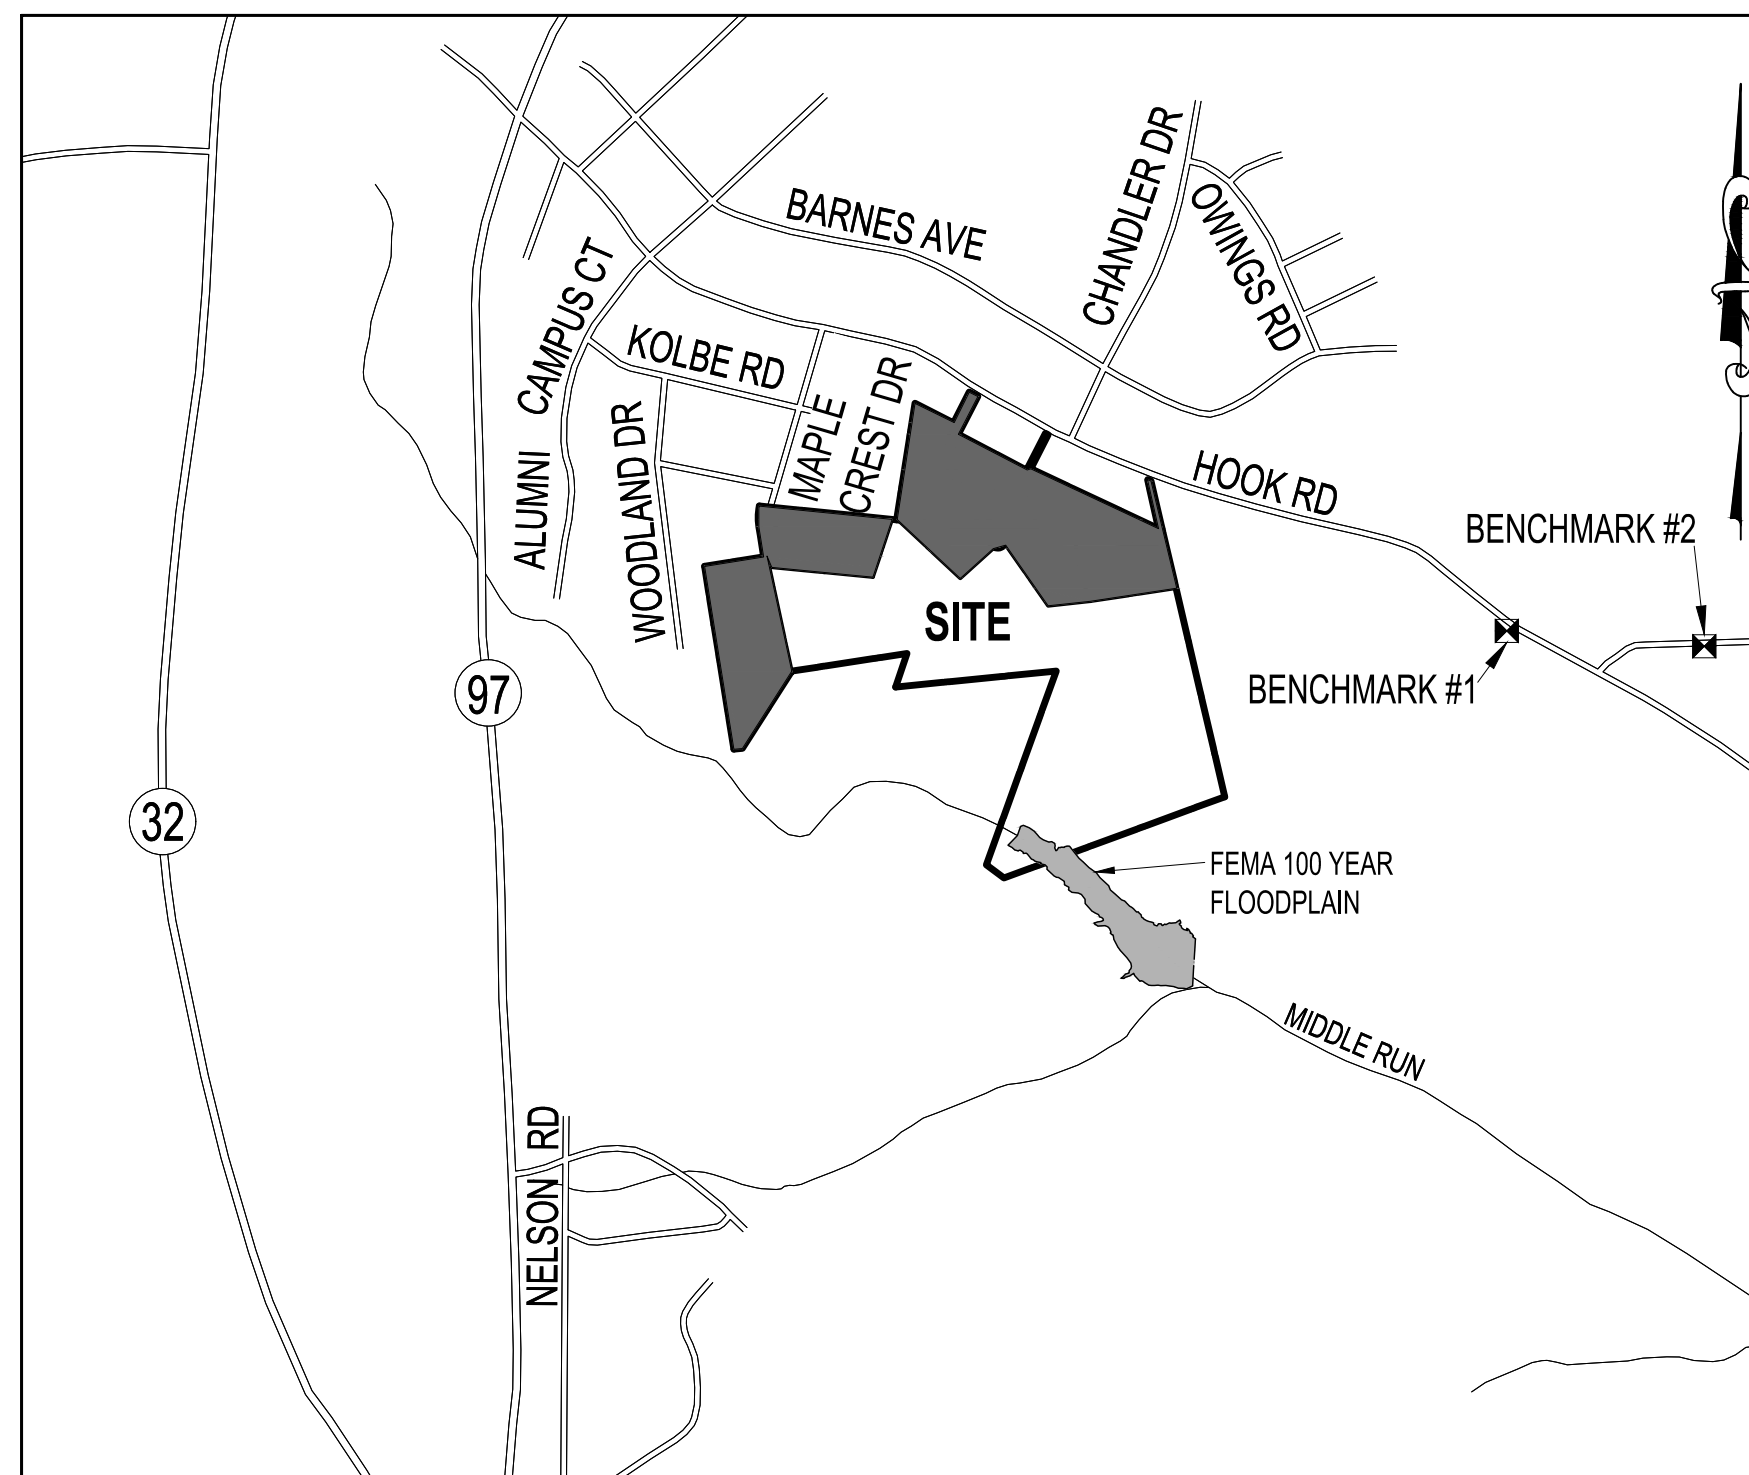 BARNES AVE
CHANDLER DR
OWINGS RD
CAMPUS CT
ALUMNI
KOLBE RD
WOODLAND DR
MAPLE
CREST DR
HOOK RD
BENCHMARK #2
SITE
BENCHMARK #1
97
32
FEMA 100 YEAR
FLOODPLAIN
MIDDLE RUN
NELSON RD